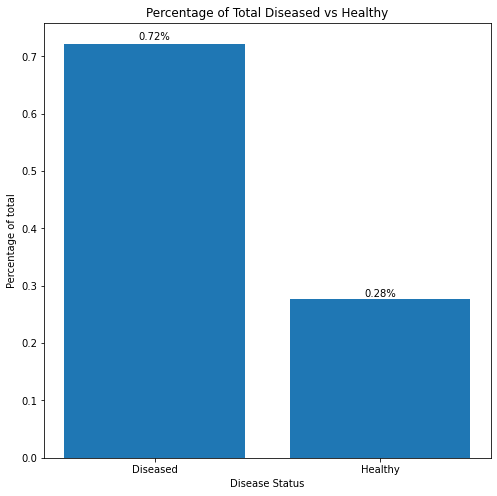 Percentage of Total Diseased vs Healthy
0.72%
0.28%
0.7
0.6
0.5
0.4
0.3
0.2
0.1
0.0
Percentage of total
Diseased
Healthy
Disease Status